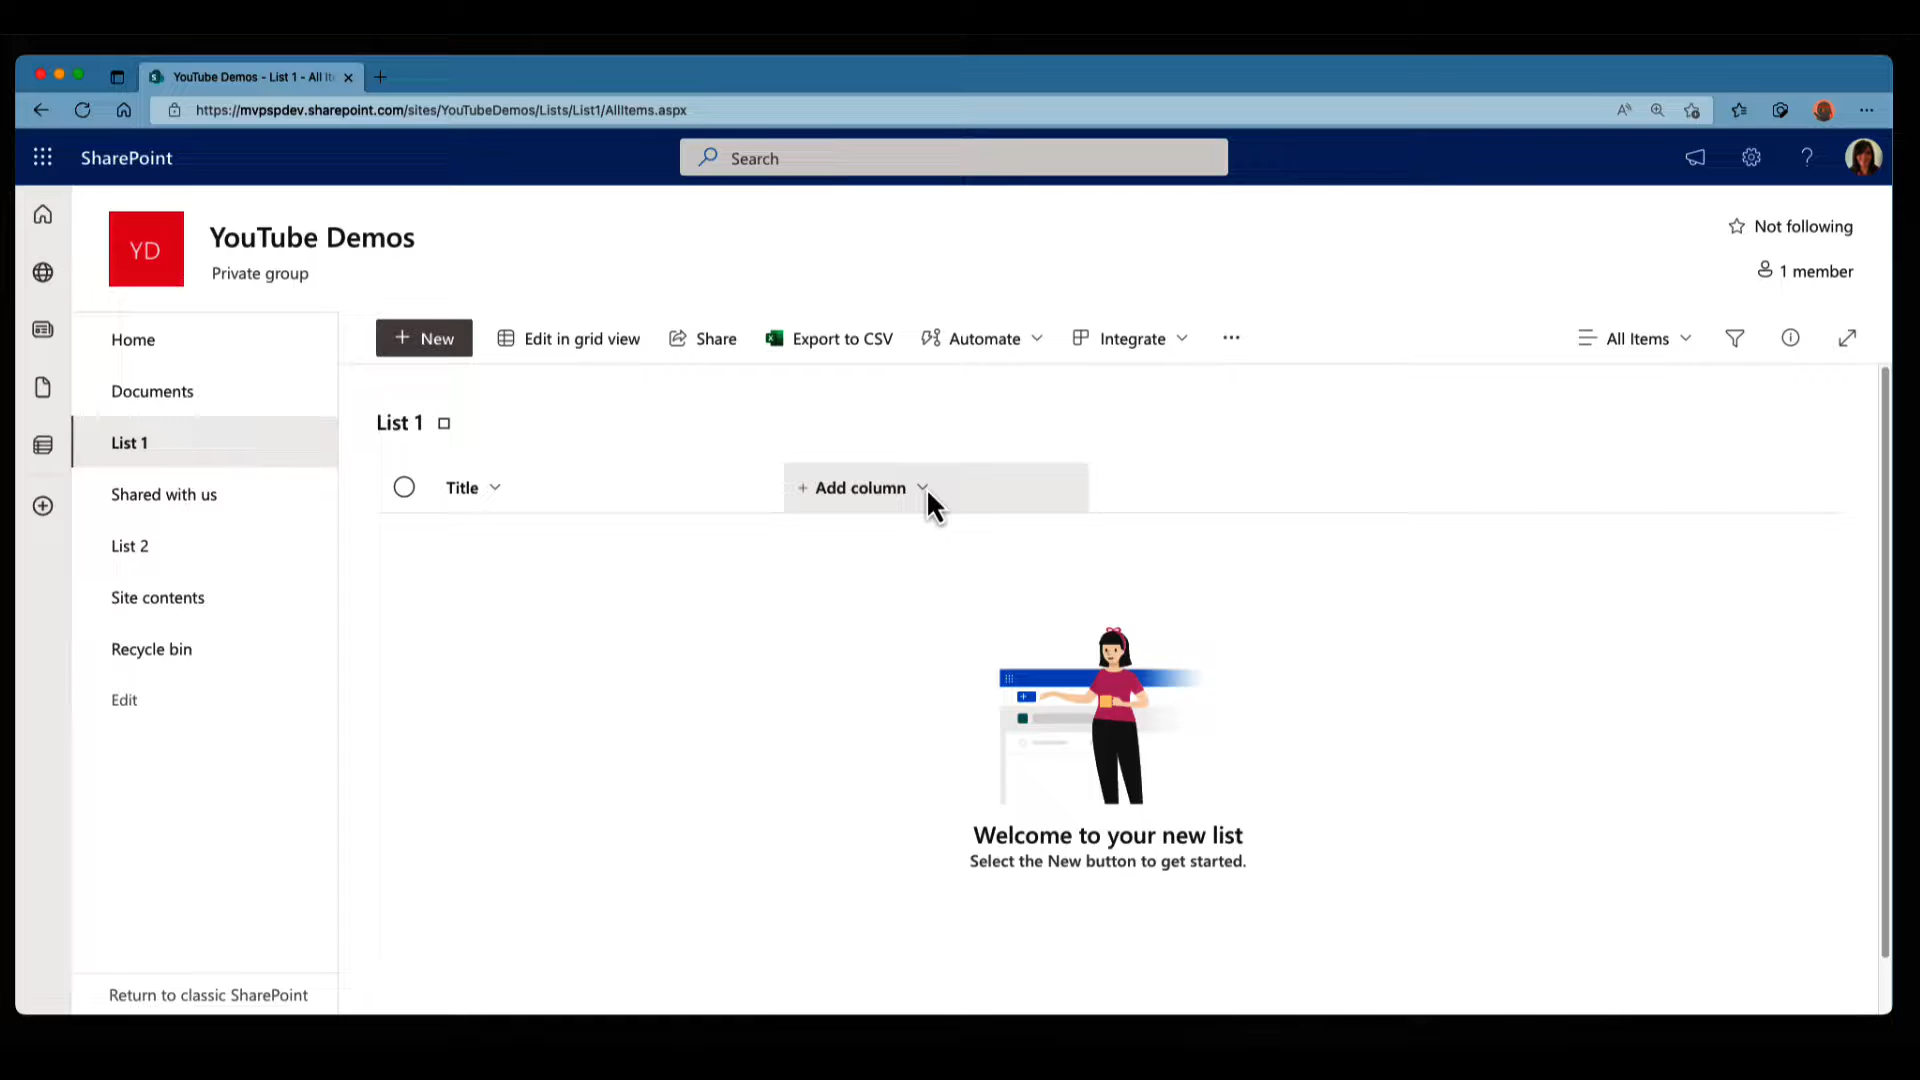 YouTube Demos - List 1 - All It
https://mvpspdev.sharepoint.com/sites/YouTubeDemos/Lists/List1/AllItems.aspx
SharePoint
Search
YD
YouTube Demos
Private group
Not following
1 member
+ New
Edit in grid view
Share
Export to CSV
Automate
Integrate
All Items
Home
Documents
List 1
Shared with us
List 2
Site contents
Recycle bin
Edit
Return to classic SharePoint
List 1
Title
+ Add column
Welcome to your new list
Select the New button to get started.